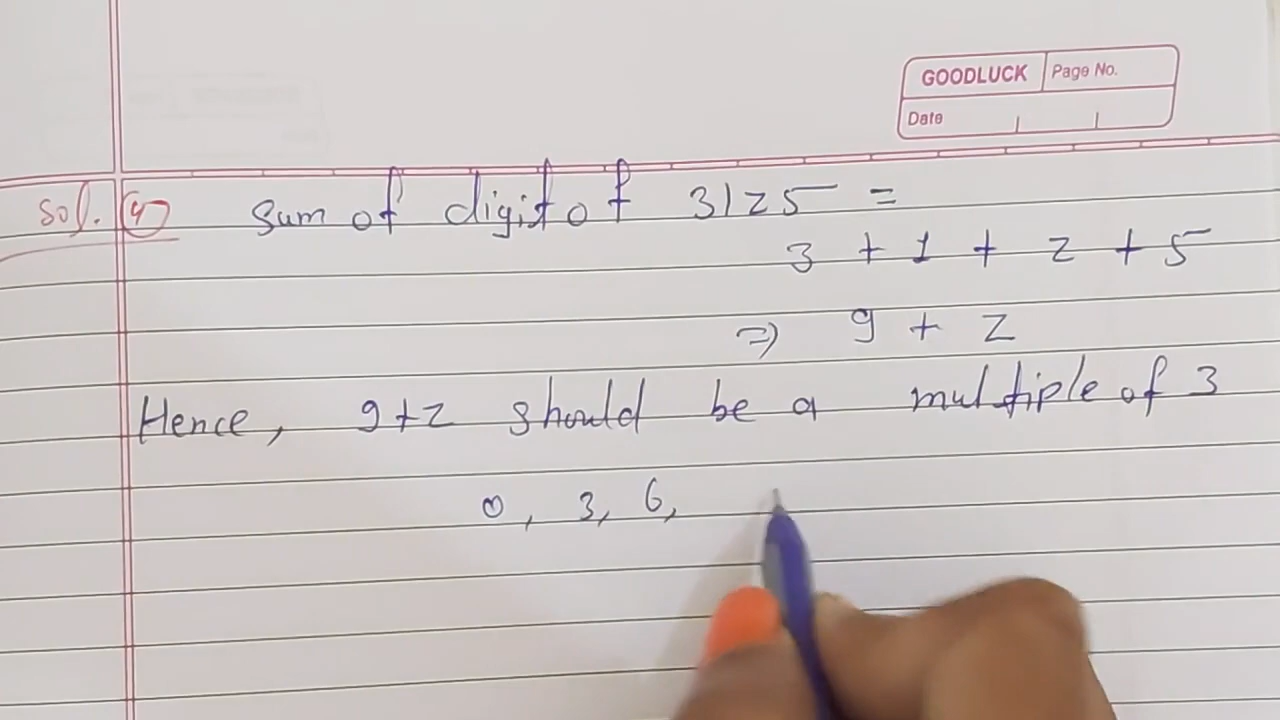 GOODLUCK Page No.
Date
Sol. 4 Sum of digit of 31z5 =
3 + 1 + z + 5
=> 9 + z
Hence, 9+z should be a multiple of 3
0, 3, 6,